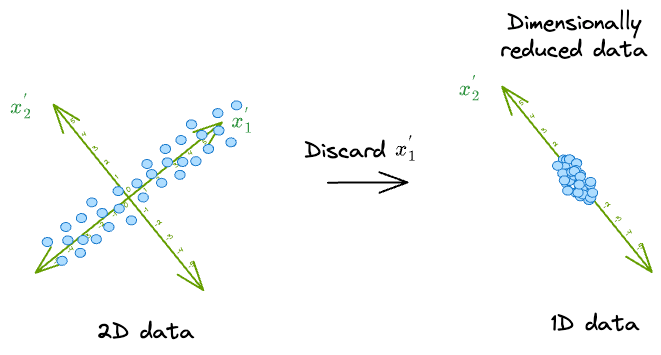 Dimensionally
reduced data
x'₂
x'₁
x'₂
Discard x'₁
2D data
1D data